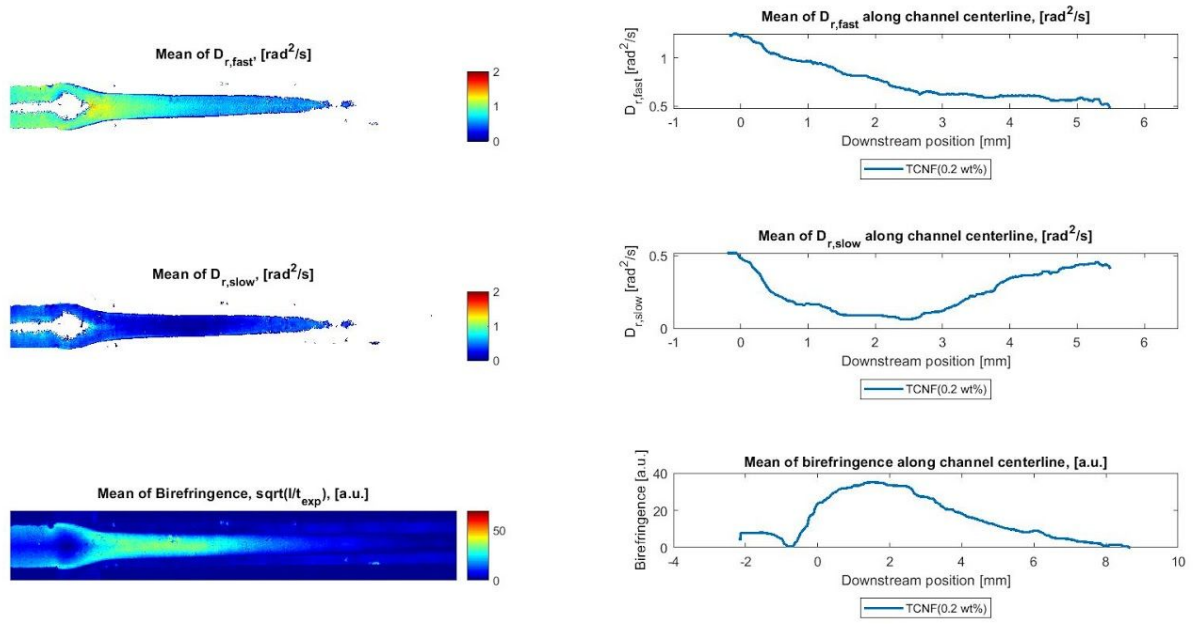 Mean of D_r,fast, [rad²/s]
2
1
0
Mean of D_r,fast along channel centerline, [rad²/s]
D_r,fast [rad²/s]
1
0.5
-1 0 1 2 3 4 5 6
Downstream position [mm]
TCNF(0.2 wt%)
Mean of D_r,slow, [rad²/s]
2
1
0
Mean of D_r,slow along channel centerline, [rad²/s]
D_r,slow [rad²/s]
0.5
0
-1 0 1 2 3 4 5 6
Downstream position [mm]
TCNF(0.2 wt%)
Mean of Birefringence, sqrt(I/t_exp), [a.u.]
50
0
Mean of birefringence along channel centerline, [a.u.]
Birefringence [a.u.]
40
20
0
-4 -2 0 2 4 6 8 10
Downstream position [mm]
TCNF(0.2 wt%)